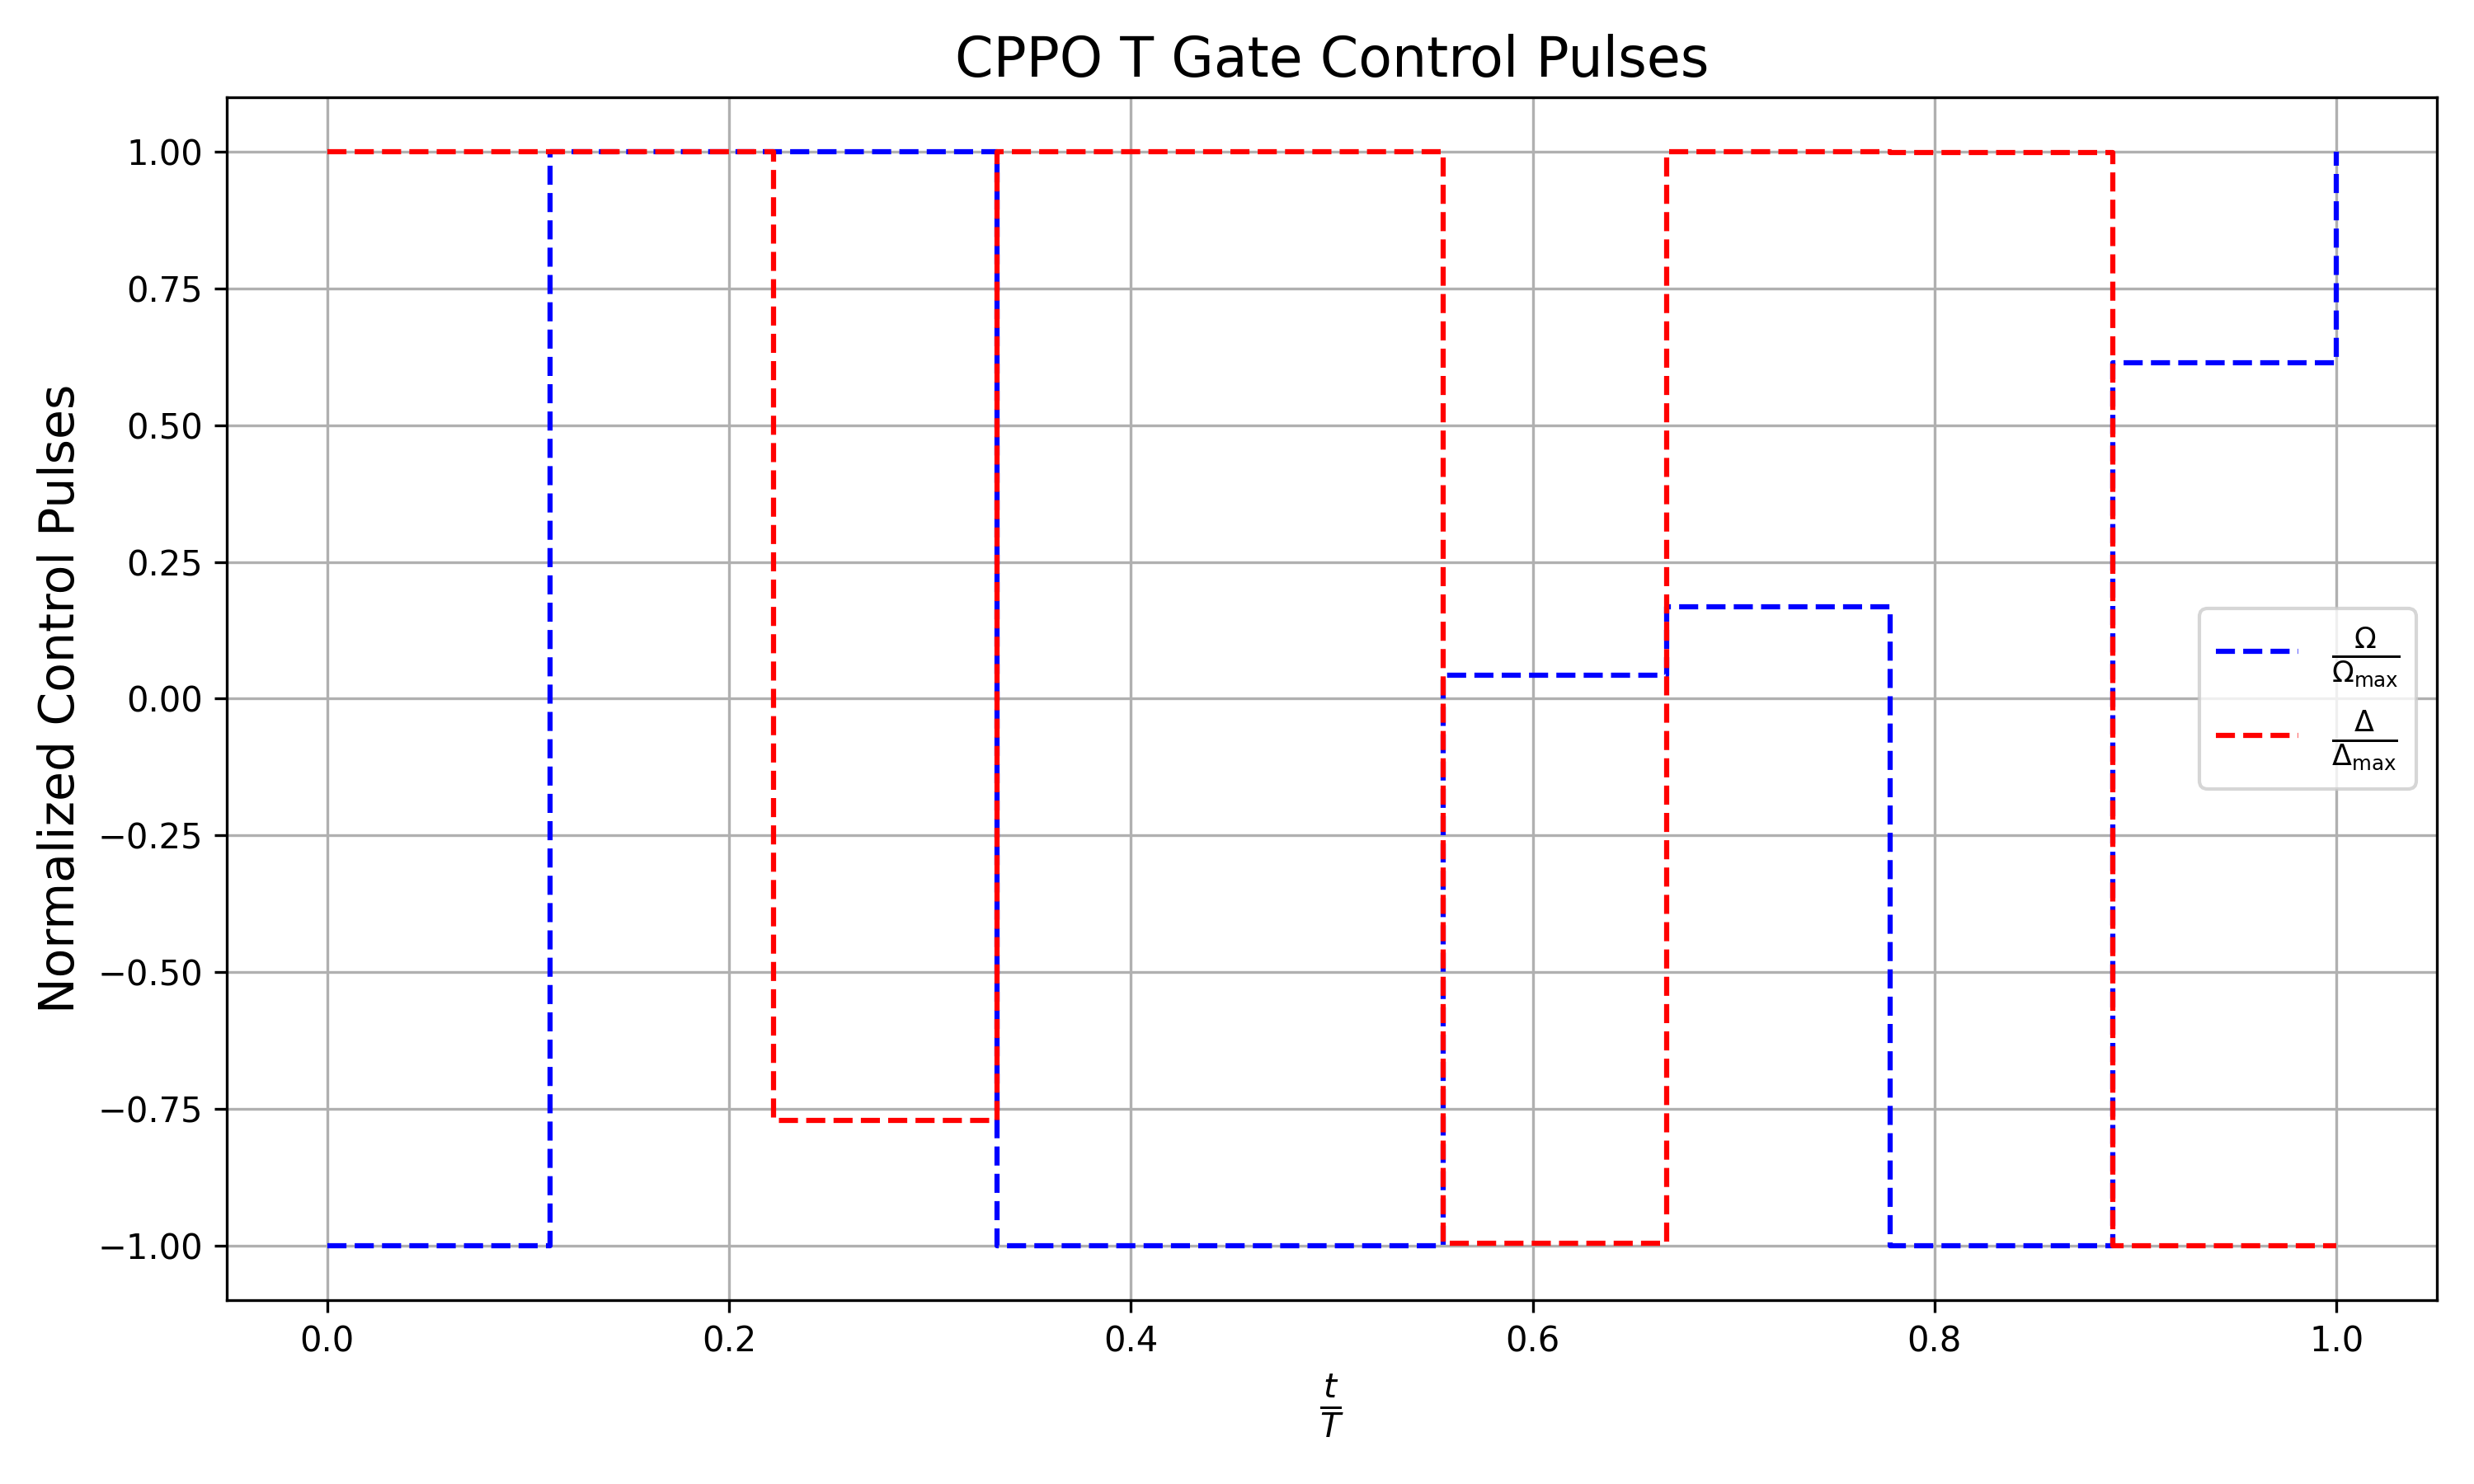 CPPO T Gate Control Pulses
Normalized Control Pulses
1.00
0.75
0.50
0.25
0.00
−0.25
−0.50
−0.75
−1.00
Ω
Ωmax
Δ
Δmax
0.0 0.2 0.4 0.6 0.8 1.0
t
T